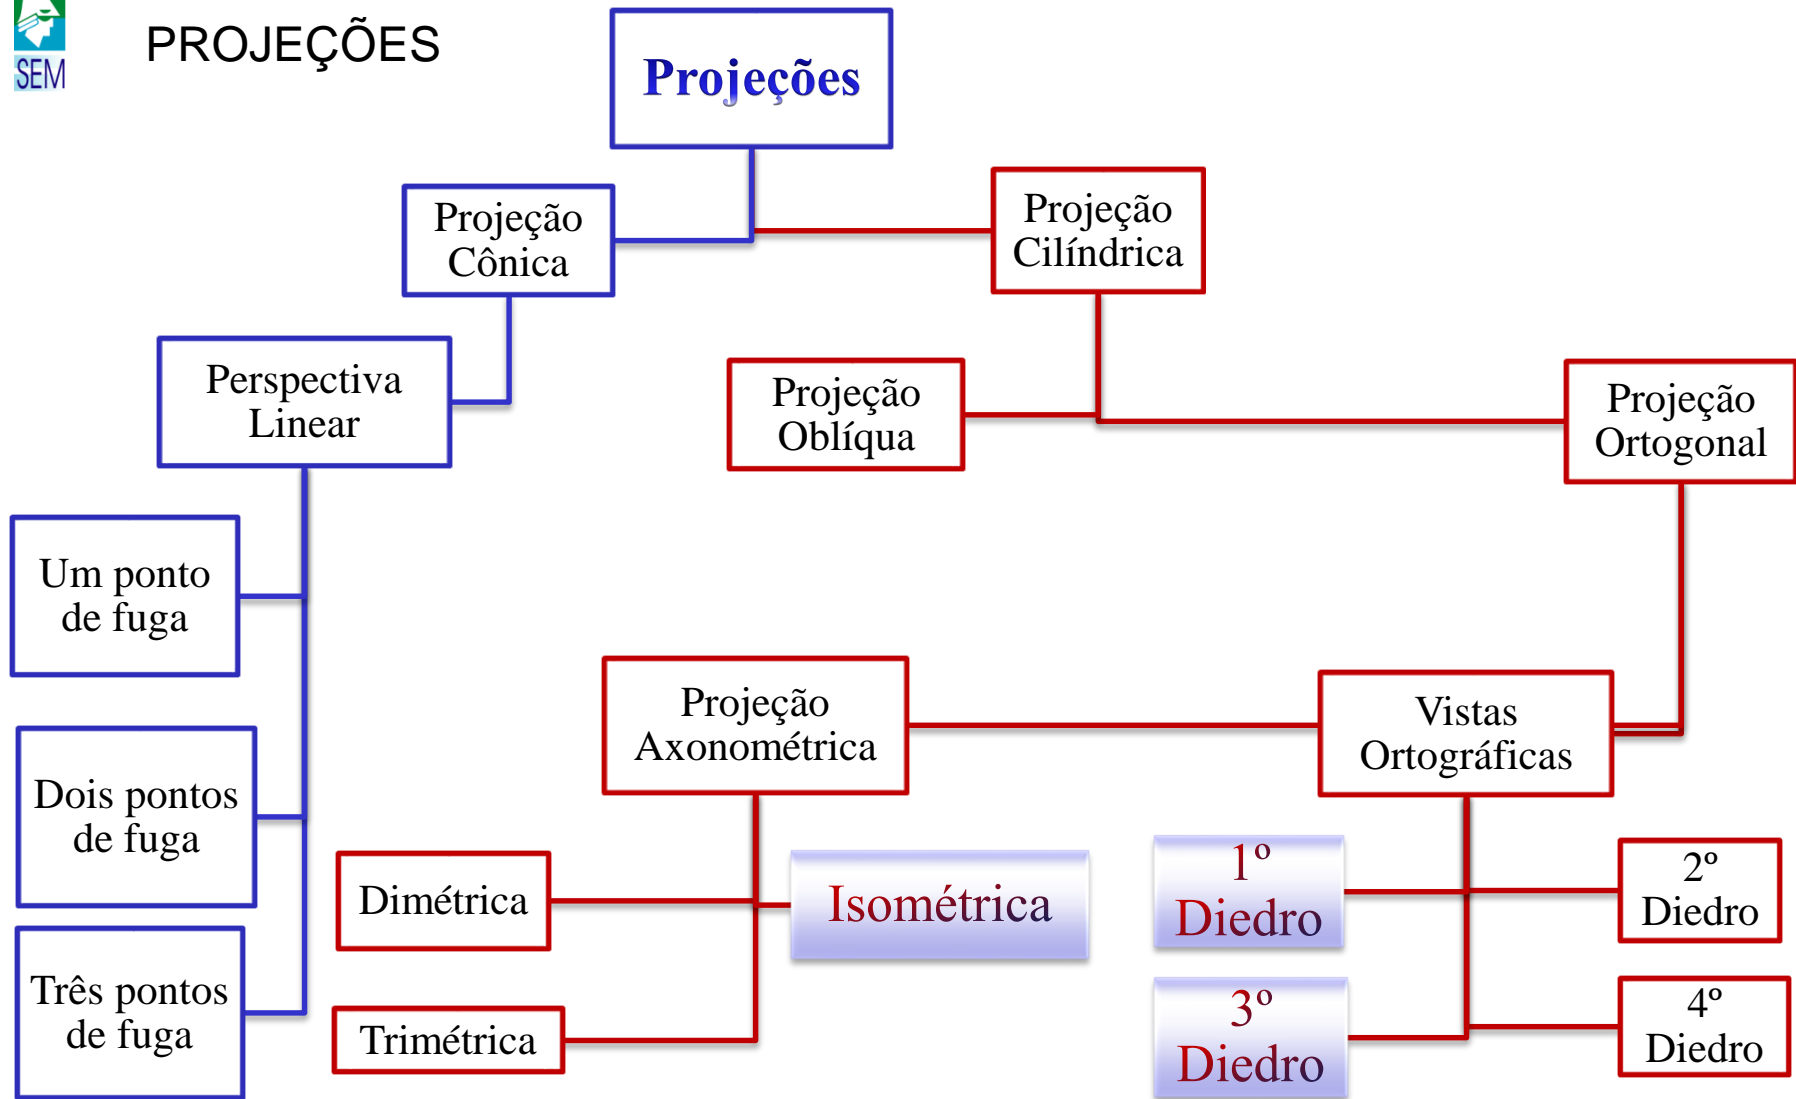 SEM
PROJEÇÕES
Projeções
Projeção
Cônica
Projeção
Cilíndrica
Perspectiva
Linear
Projeção
Oblíqua
Projeção
Ortogonal
Um ponto
de fuga
Projeção
Axonométrica
Vistas
Ortográficas
Dois pontos
de fuga
Dimétrica
Isométrica
1º
Diedro
2º
Diedro
Três pontos
de fuga
Trimétrica
3º
Diedro
4º
Diedro